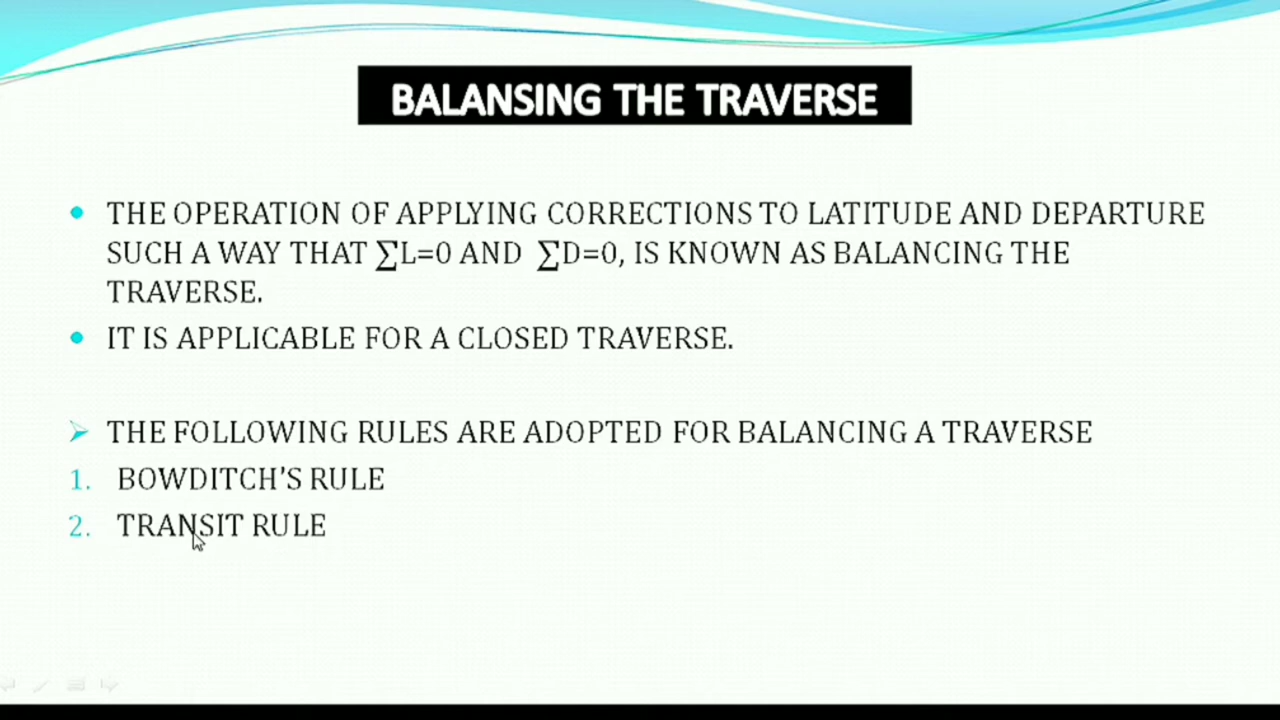 BALANSING THE TRAVERSE
• THE OPERATION OF APPLYING CORRECTIONS TO LATITUDE AND DEPARTURE
SUCH A WAY THAT ∑L=0 AND ∑D=0, IS KNOWN AS BALANCING THE
TRAVERSE.
• IT IS APPLICABLE FOR A CLOSED TRAVERSE.
➢ THE FOLLOWING RULES ARE ADOPTED FOR BALANCING A TRAVERSE
1. BOWDITCH'S RULE
2. TRANSIT RULE